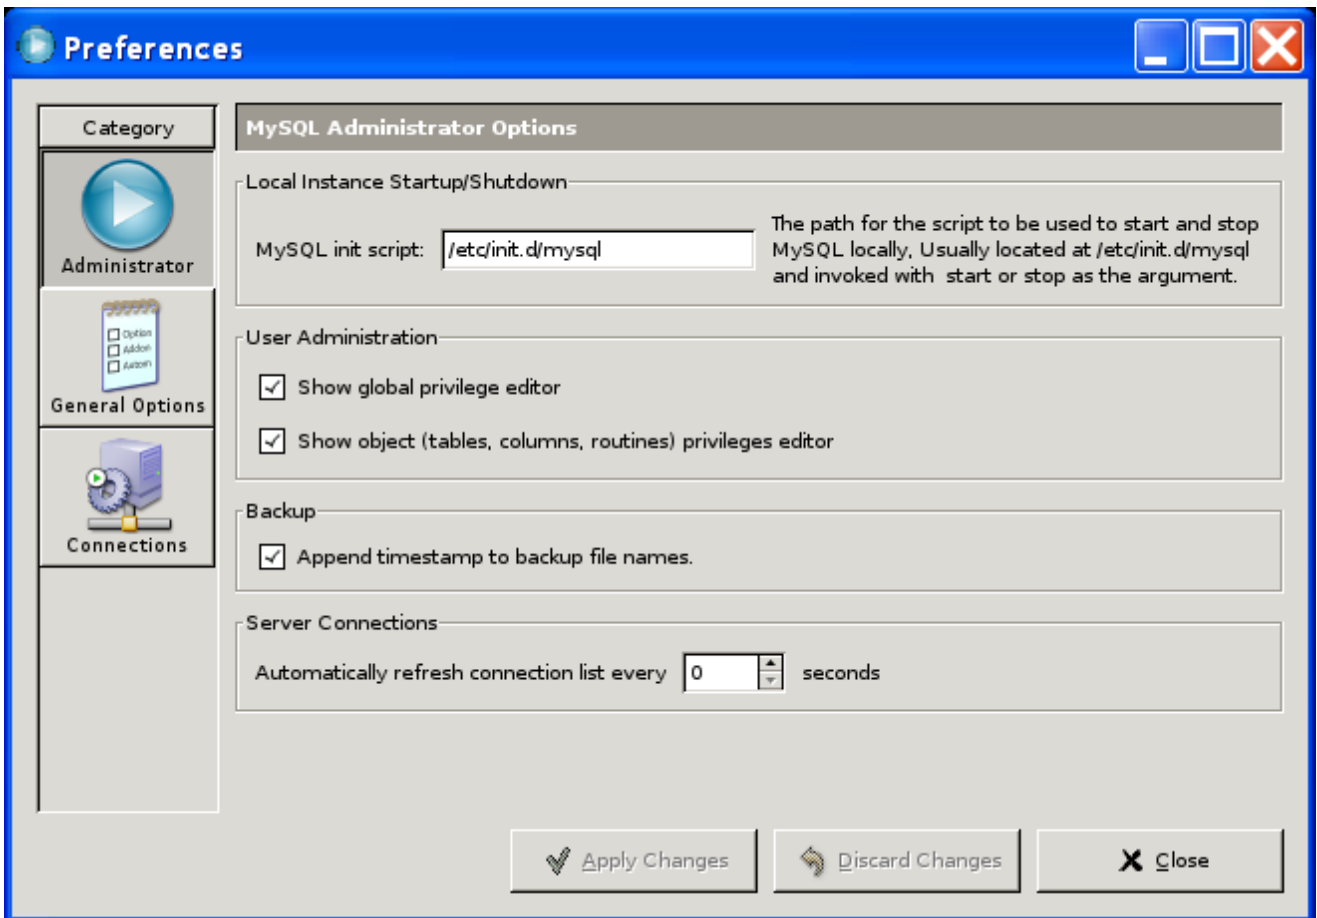 Preferences
Category
Administrator
Option
Addon
General Options
Connections
MySQL Administrator Options
Local Instance Startup/Shutdown
MySQL init script: /etc/init.d/mysql
The path for the script to be used to start and stop
MySQL locally, Usually located at /etc/init.d/mysql
and invoked with  start or stop as the argument.
User Administration
Show global privilege editor
Show object (tables, columns, routines) privileges editor
Backup
Append timestamp to backup file names.
Server Connections
Automatically refresh connection list every 0 seconds
Apply Changes
Discard Changes
Close